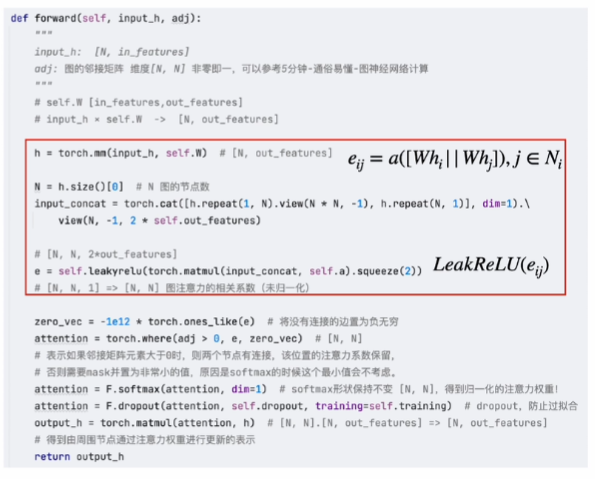 def forward(self, input_h, adj):
"""
input_h: [N, in_features]
adj: 图的邻接矩阵 维度[N, N] 非零即一，可以参考5分钟-通俗易懂-图神经网络计算
"""
# self.W [in_features,out_features]
# input_h × self.W -> [N, out_features]
h = torch.mm(input_h, self.W) # [N, out_features]
e_{ij} = a([Wh_i||Wh_j]), j ∈ N_i
N = h.size()[0] # N 图的节点数
input_concat = torch.cat([h.repeat(1, N).view(N * N, -1), h.repeat(N, 1)], dim=1).\
view(N, -1, 2 * self.out_features)
# [N, N, 2*out_features]
e = self.leakyrelu(torch.matmul(input_concat, self.a).squeeze(2))
LeakReLU(e_{ij})
# [N, N, 1] => [N, N] 图注意力的相关系数（未归一化）
zero_vec = -1e12 * torch.ones_like(e) # 将没有连接的边置为负无穷
attention = torch.where(adj > 0, e, zero_vec) # [N, N]
# 表示如果邻接矩阵元素大于0时，则两个节点有连接，该位置的注意力系数保留，
# 否则需要mask并置为非常小的值，原因是softmax的时候这个最小值会不考虑。
attention = F.softmax(attention, dim=1) # softmax形状保持不变 [N, N]，得到归一化的注意力权重！
attention = F.dropout(attention, self.dropout, training=self.training) # dropout，防止过拟合
output_h = torch.matmul(attention, h) # [N, N].[N, out_features] => [N, out_features]
# 得到由周围节点通过注意力权重进行更新的表示
return output_h